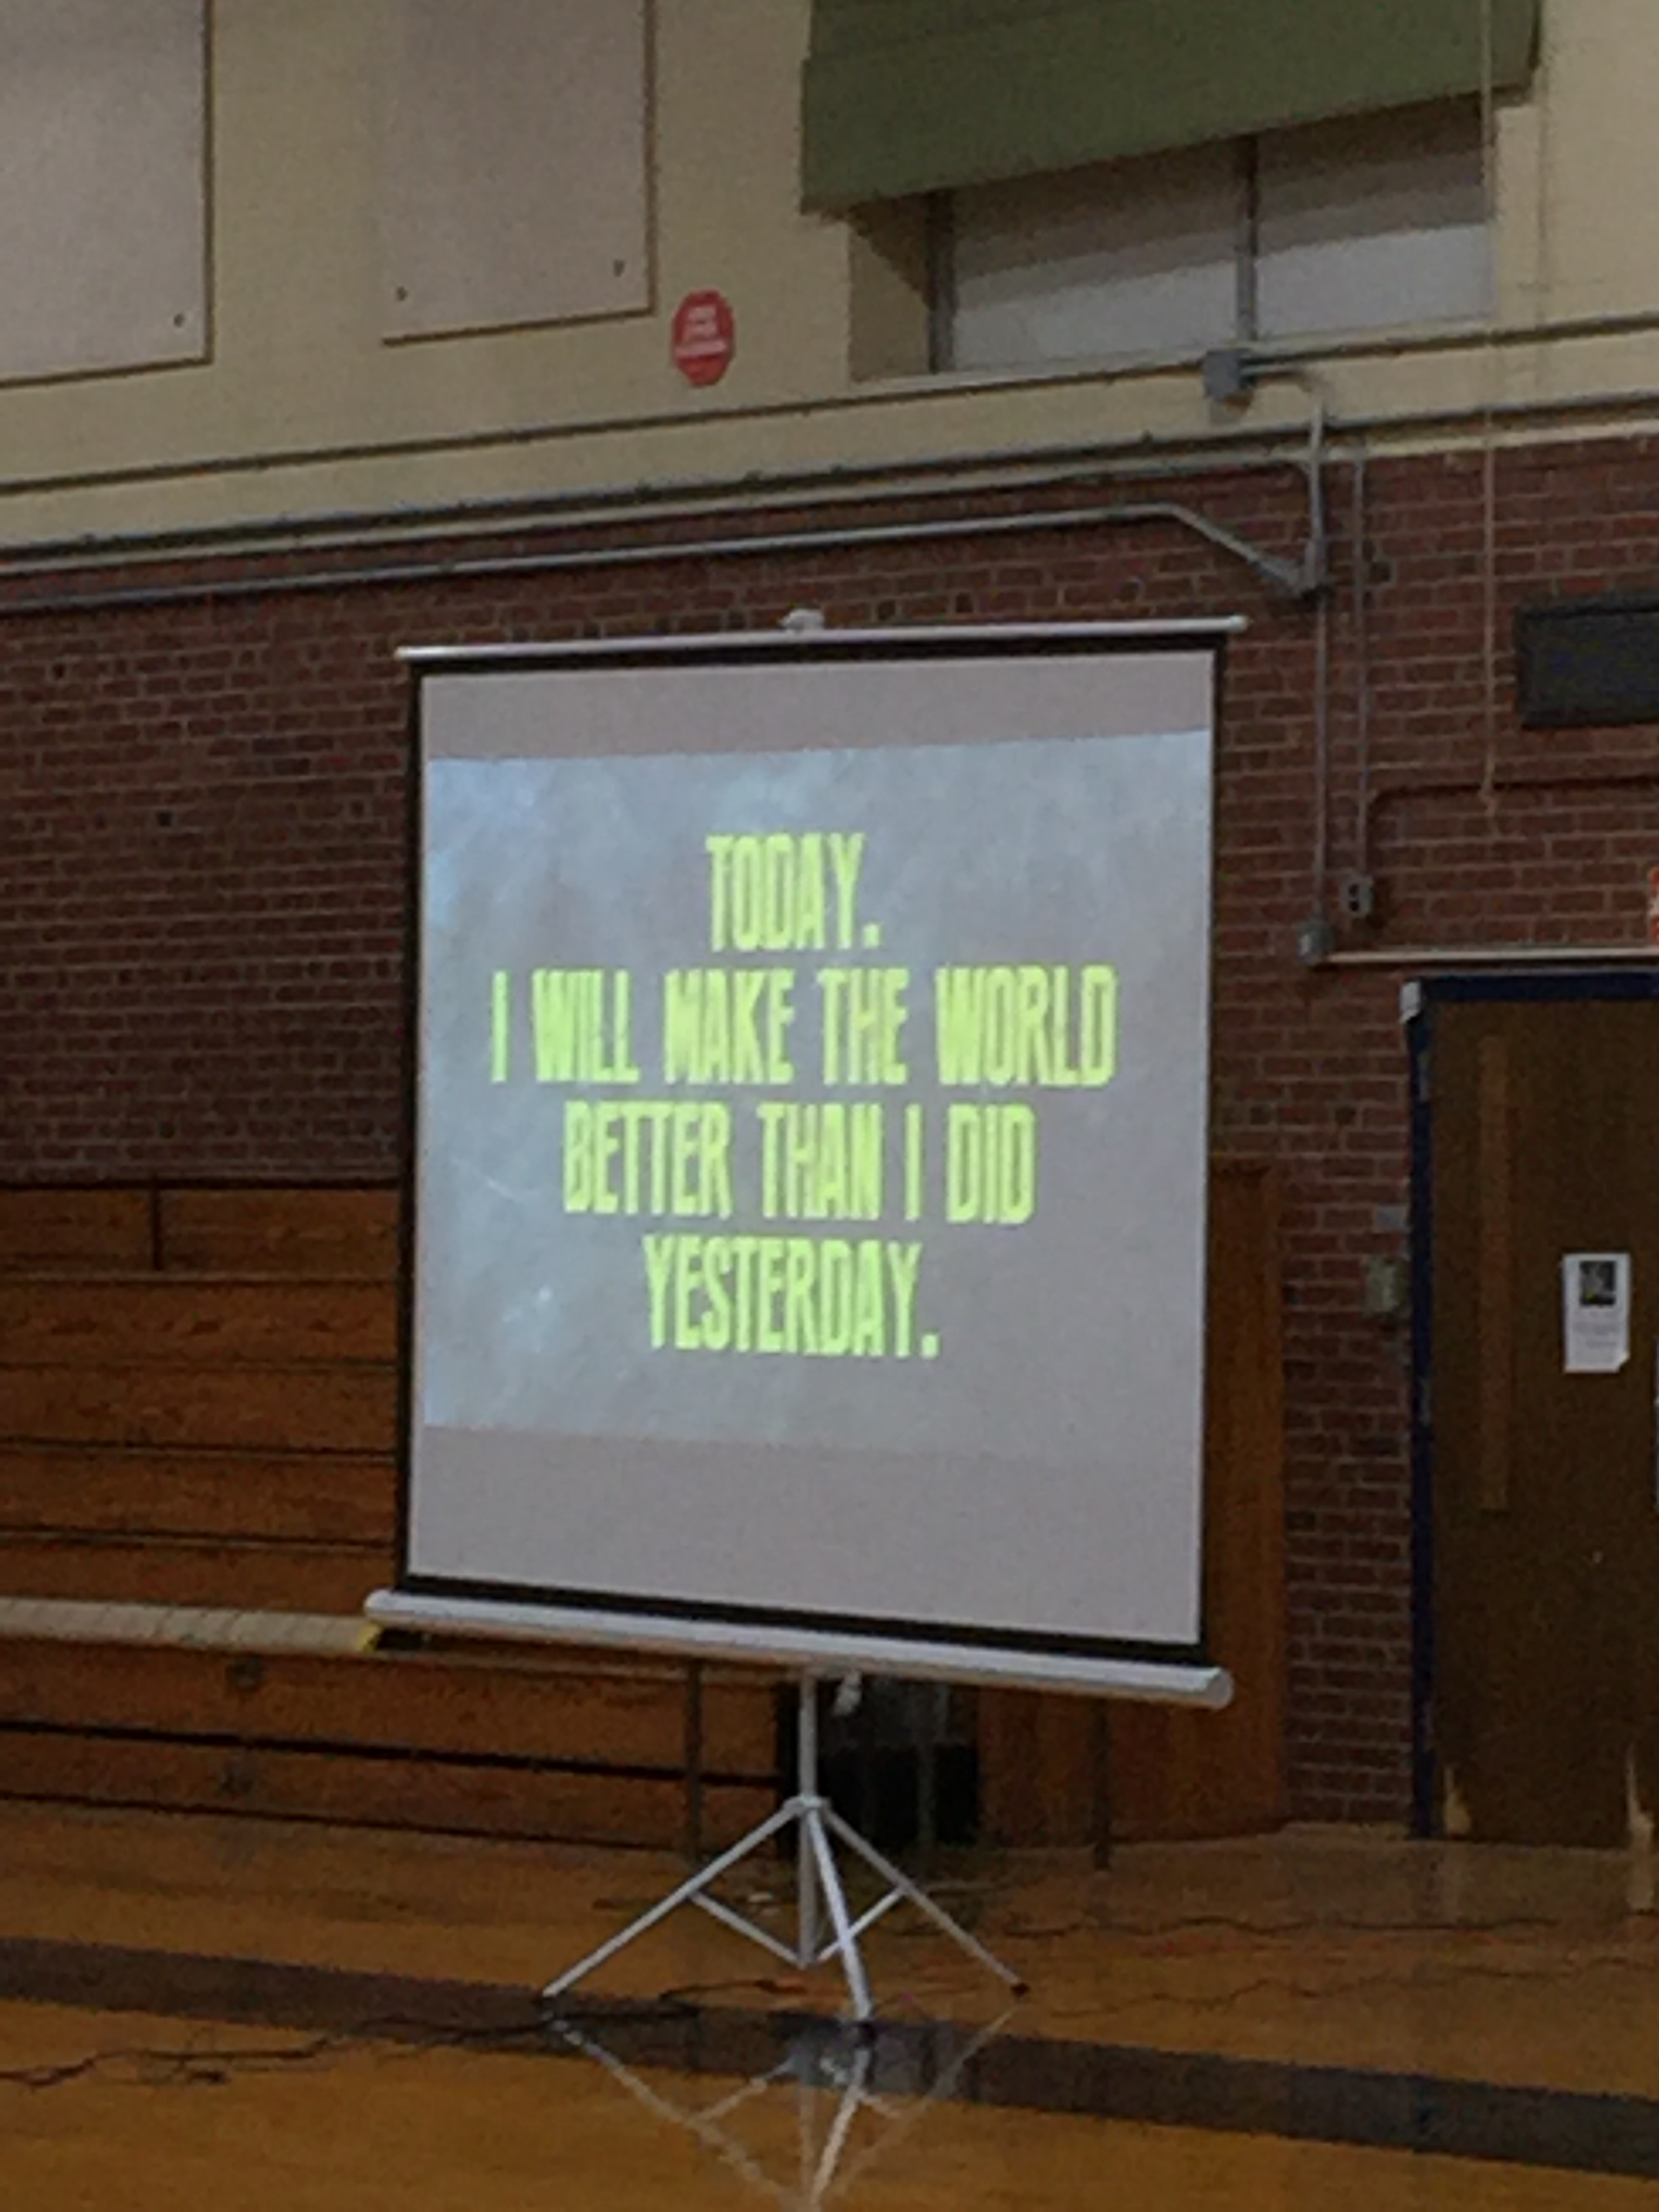 TODAY.
I WILL MAKE THE WORLD
BETTER THAN I DID
YESTERDAY.